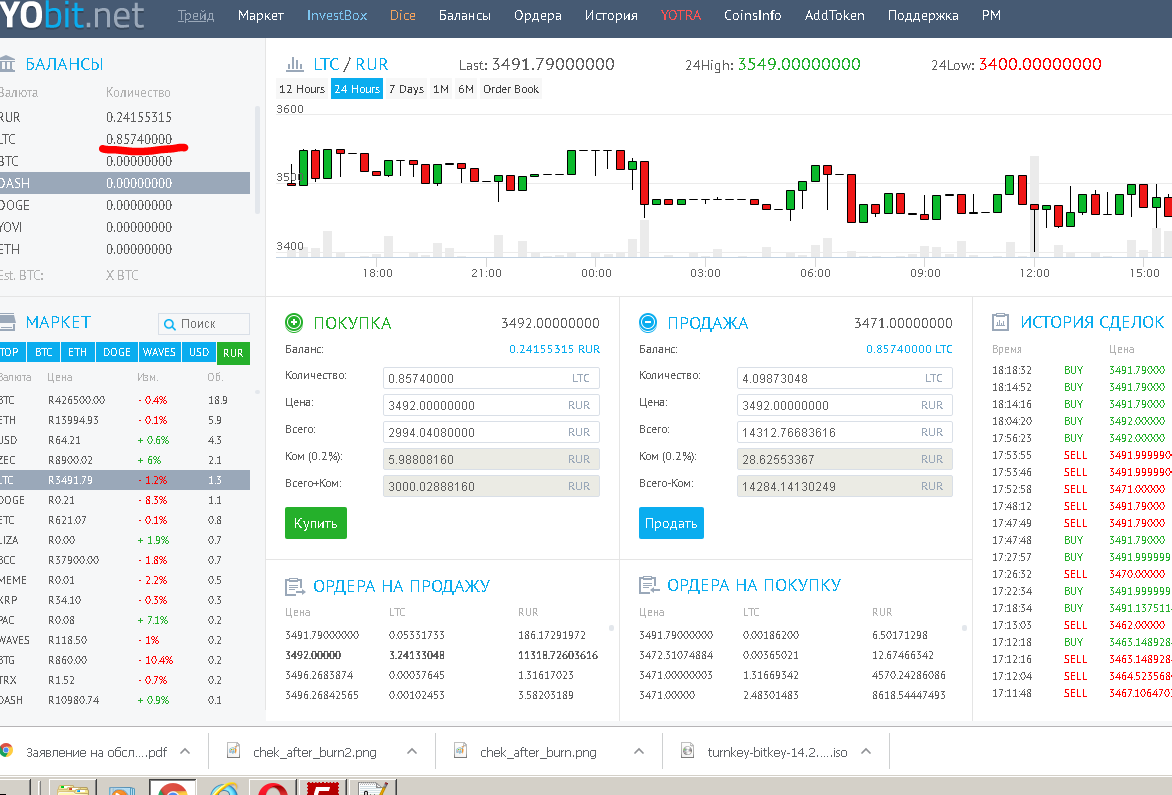 YObit.net Трейд Маркет InvestBox Dice Балансы Ордера История YOTRA CoinsInfo AddToken Поддержка PM
БАЛАНСЫ
Валюта Количество
RUR 0.24155315
LTC 0.85740000
BTC 0.00000000
DASH 0.00000000
DOGE 0.00000000
YOVI 0.00000000
ETH 0.00000000
Est. BTC: X BTC
LTC / RUR Last: 3491.79000000 24High: 3549.00000000 24Low: 3400.00000000
12 Hours 24 Hours 7 Days 1M 6M Order Book
3600
3500
3400
18:00 21:00 00:00 03:00 06:00 09:00 12:00 15:00
МАРКЕТ Поиск
TOP BTC ETH DOGE WAVES USD RUR
Валюта Цена Изм. Об.
BTC R426500.00 - 0.4% 18.9
ETH R13994.93 - 0.1% 5.9
USD R64.21 + 0.6% 4.3
ZEC R8900.02 + 6% 2.1
LTC R3491.79 - 1.2% 1.3
DOGE R0.21 - 8.3% 1.1
ETC R621.07 - 0.1% 0.8
LIZA R0.00 + 1.9% 0.7
BCC R37900.00 - 1.8% 0.7
MEME R0.01 - 2.2% 0.5
XRP R34.10 - 0.3% 0.3
PAC R0.08 + 7.1% 0.2
WAVES R118.50 - 1% 0.2
BTG R860.00 - 10.4% 0.2
TRX R1.52 - 0.7% 0.2
DASH R10980.74 + 0.9% 0.1
ПОКУПКА 3492.00000000
Баланс: 0.24155315 RUR
Количество: 0.85740000 LTC
Цена: 3492.00000000 RUR
Всего: 2994.04080000 RUR
Ком (0.2%): 5.98808160 RUR
Всего+Ком: 3000.02888160 RUR
Купить
ПРОДАЖА 3471.00000000
Баланс: 0.85740000 LTC
Количество: 4.09873048 LTC
Цена: 3492.00000000 RUR
Всего: 14312.76683616 RUR
Ком (0.2%): 28.62553367 RUR
Всего-Ком: 14284.14130249 RUR
Продать
ОРДЕРА НА ПРОДАЖУ
Цена LTC RUR
3491.79000000 0.05331733 186.17291972
3492.00000 3.24133048 11318.72603616
3496.2683874 0.00037645 1.31617023
3496.26842565 0.00102453 3.58203189
ОРДЕРА НА ПОКУПКУ
Цена LTC RUR
3491.79000000 0.00186200 6.50171298
3472.31074884 0.00365021 12.67466342
3471.00000003 1.31669342 4570.24286086
3471.00000 2.48301483 8618.54447493
ИСТОРИЯ СДЕЛОК
Время Цена
18:18:32 BUY 3491.79000
18:14:52 BUY 3491.79000
18:14:16 BUY 3491.79000
18:04:20 BUY 3492.00000
17:56:23 BUY 3492.00000
17:53:55 SELL 3491.999990
17:53:46 SELL 3491.999990
17:52:58 SELL 3471.00000
17:48:12 SELL 3491.79000
17:47:49 SELL 3491.79000
17:47:48 BUY 3491.79000
17:27:57 BUY 3491.999999
17:26:32 SELL 3470.00000
17:22:34 BUY 3491.999999
17:18:34 BUY 3491.137511
17:13:03 SELL 3462.00000
17:12:18 BUY 3463.148928
17:12:16 SELL 3463.148928
17:12:04 SELL 3464.523568
17:11:48 SELL 3467.106470
Заявление на обсл....pdf chek_after_burn2.png chek_after_burn.png turnkey-bitkey-14.2.....iso